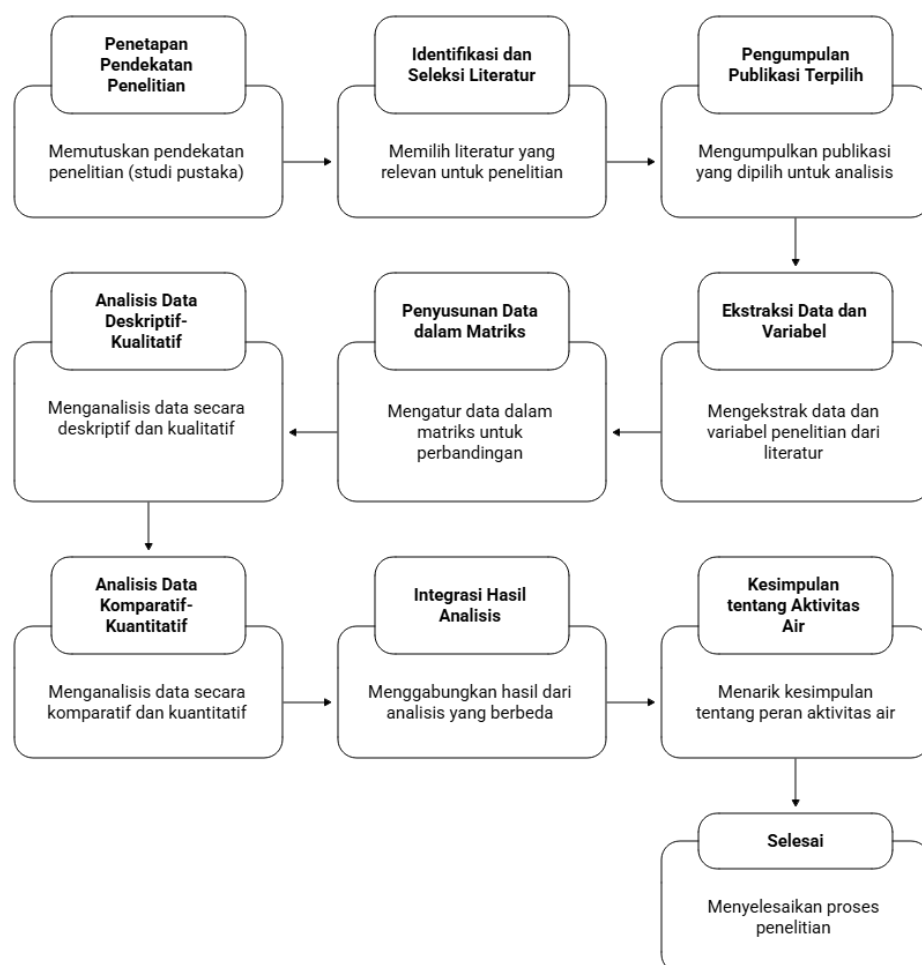 Penetapan
Pendekatan
Penelitian
Memutuskan pendekatan
penelitian (studi pustaka)
Identifikasi dan
Seleksi Literatur
Memilih literatur yang
relevan untuk penelitian
Pengumpulan
Publikasi Terpilih
Mengumpulkan publikasi
yang dipilih untuk analisis
Ekstraksi Data dan
Variabel
Mengekstrak data dan
variabel penelitian dari
literatur
Penyusunan Data
dalam Matriks
Mengatur data dalam
matriks untuk
perbandingan
Analisis Data
Deskriptif-
Kualitatif
Menganalisis data secara
deskriptif dan kualitatif
Analisis Data
Komparatif-
Kuantitatif
Menganalisis data secara
komparatif dan kuantitatif
Integrasi Hasil
Analisis
Menggabungkan hasil dari
analisis yang berbeda
Kesimpulan
tentang Aktivitas
Air
Menarik kesimpulan
tentang peran aktivitas air
Selesai
Menyelesaikan proses
penelitian